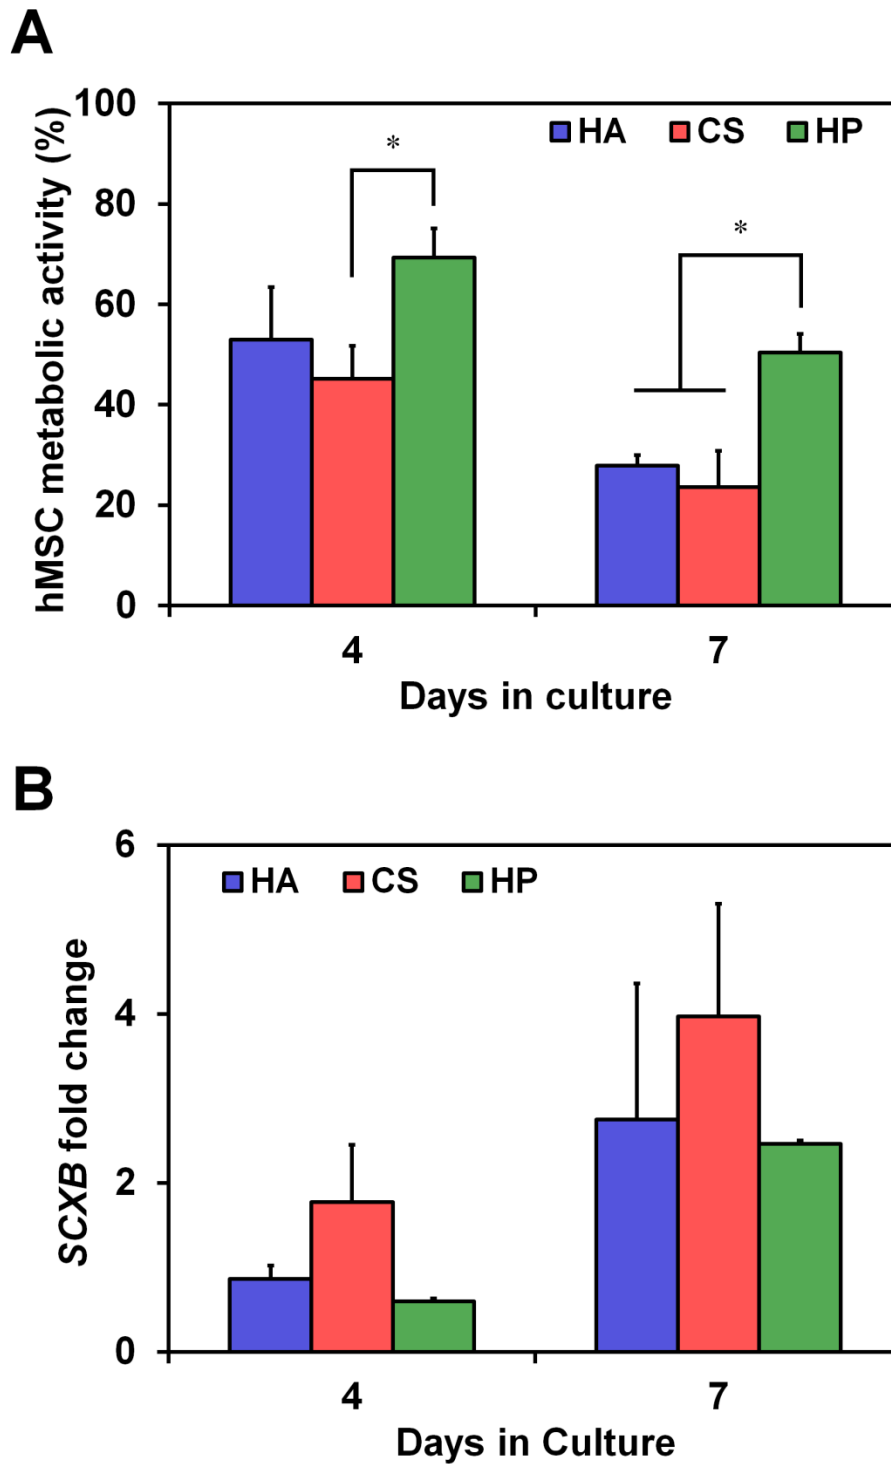 A
hMSC metabolic activity (%)
100
80
60
40
20
0
HA CS HP
*
*
4 7
Days in culture
B
SCXB fold change
6
4
2
0
HA CS HP
4 7
Days in Culture